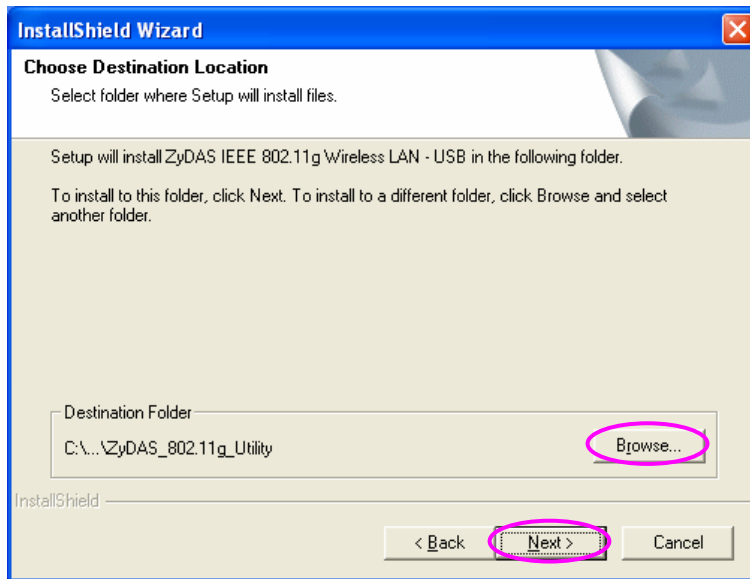 InstallShield Wizard
Choose Destination Location
Select folder where Setup will install files.
Setup will install ZyDAS IEEE 802.11g Wireless LAN - USB in the following folder.
To install to this folder, click Next. To install to a different folder, click Browse and select
another folder.
Destination Folder
C:\...\ZyDAS_802.11g_Utility
Browse...
InstallShield
< Back
Next >
Cancel